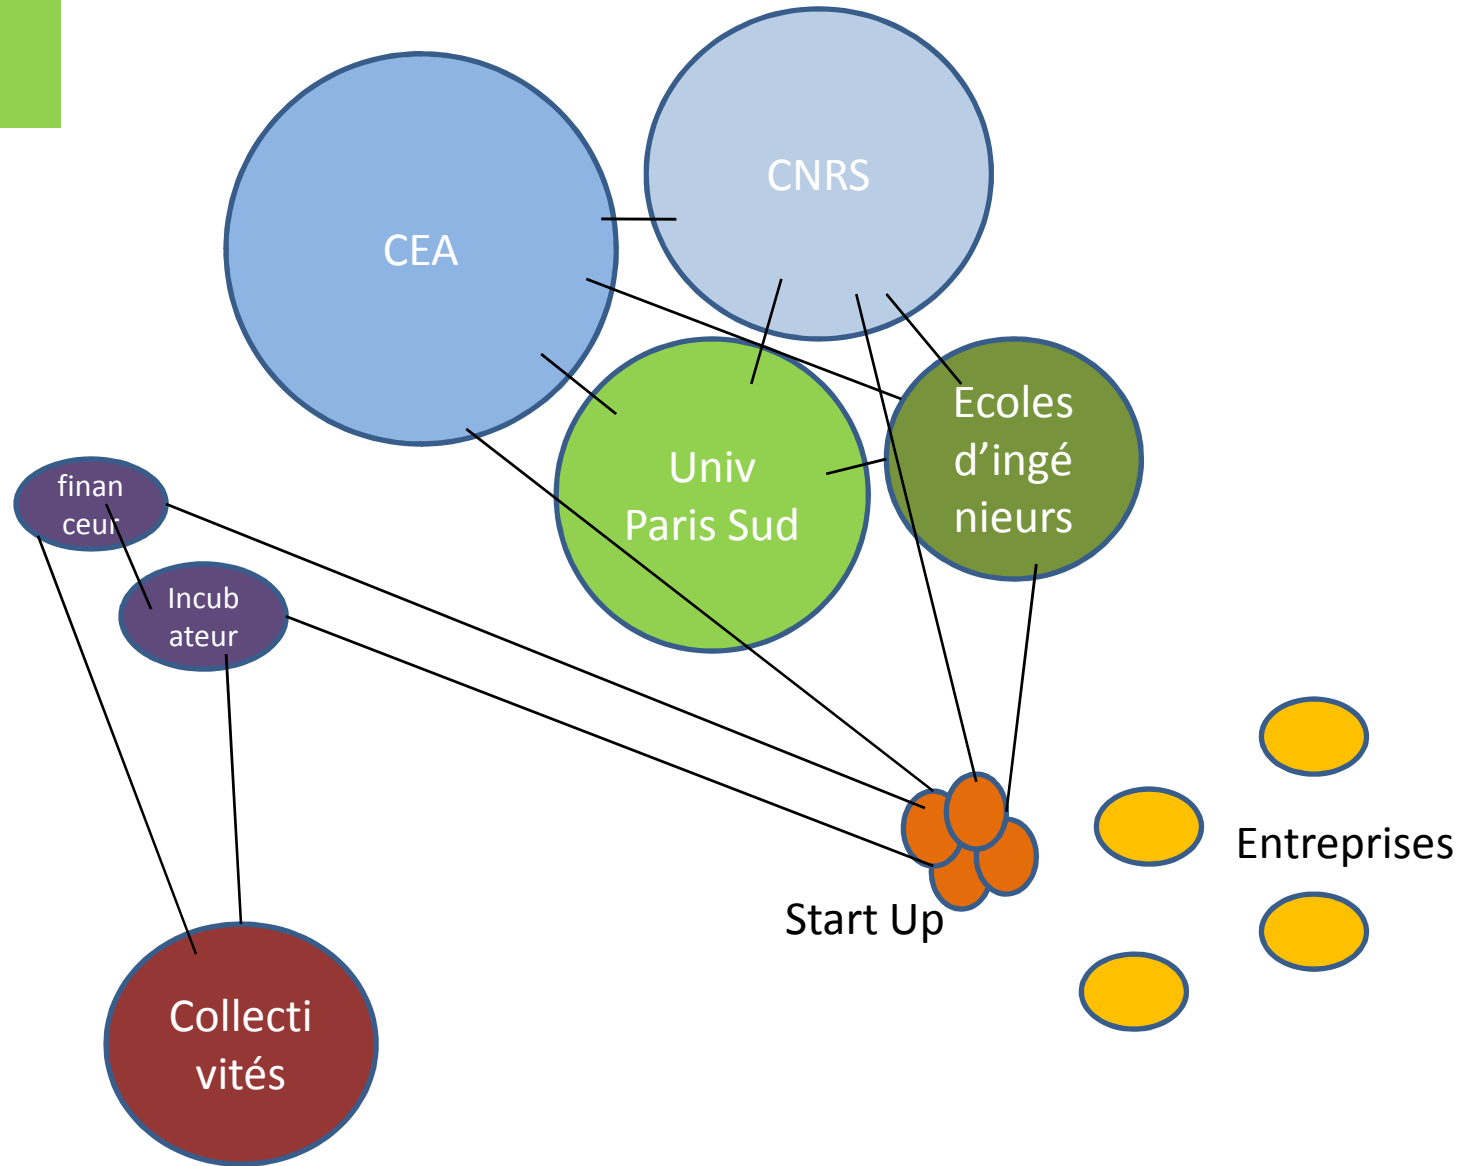 CNRS
CEA
Ecoles
d’ingé
nieurs
Univ
Paris Sud
finan
ceur
Incub
ateur
Entreprises
Start Up
Collecti
vités